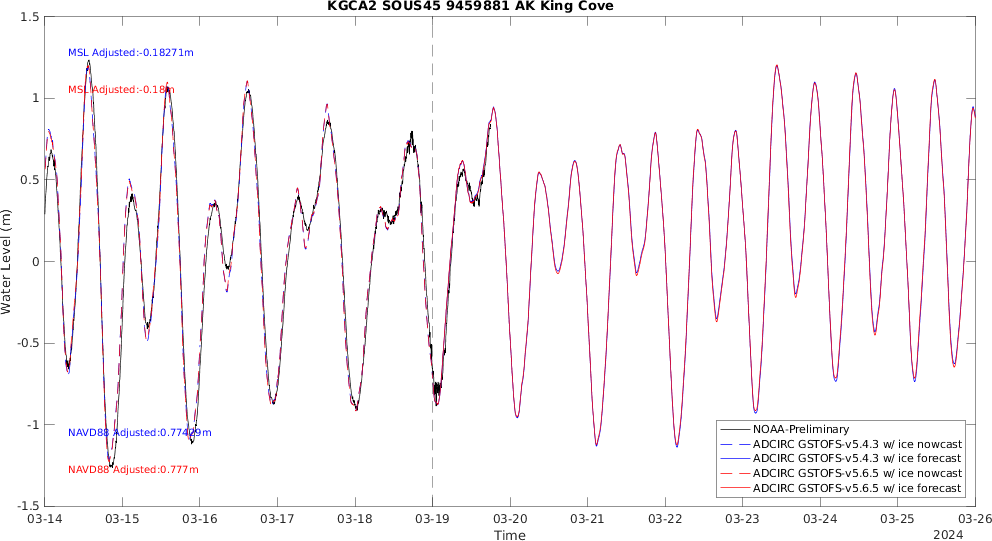 KGCA2 SOUS45 9459881 AK King Cove
Water Level (m)
1.5
1
0.5
0
-0.5
-1
-1.5
MSL Adjusted:-0.18271m
MSL Adjusted:-0.18m
NAVD88 Adjusted:0.77429m
NAVD88 Adjusted:0.777m
NOAA-Preliminary
ADCIRC GSTOFS-v5.4.3 w/ ice nowcast
ADCIRC GSTOFS-v5.4.3 w/ ice forecast
ADCIRC GSTOFS-v5.6.5 w/ ice nowcast
ADCIRC GSTOFS-v5.6.5 w/ ice forecast
03-14 03-15 03-16 03-17 03-18 03-19 03-20 03-21 03-22 03-23 03-24 03-25 03-26
Time
2024